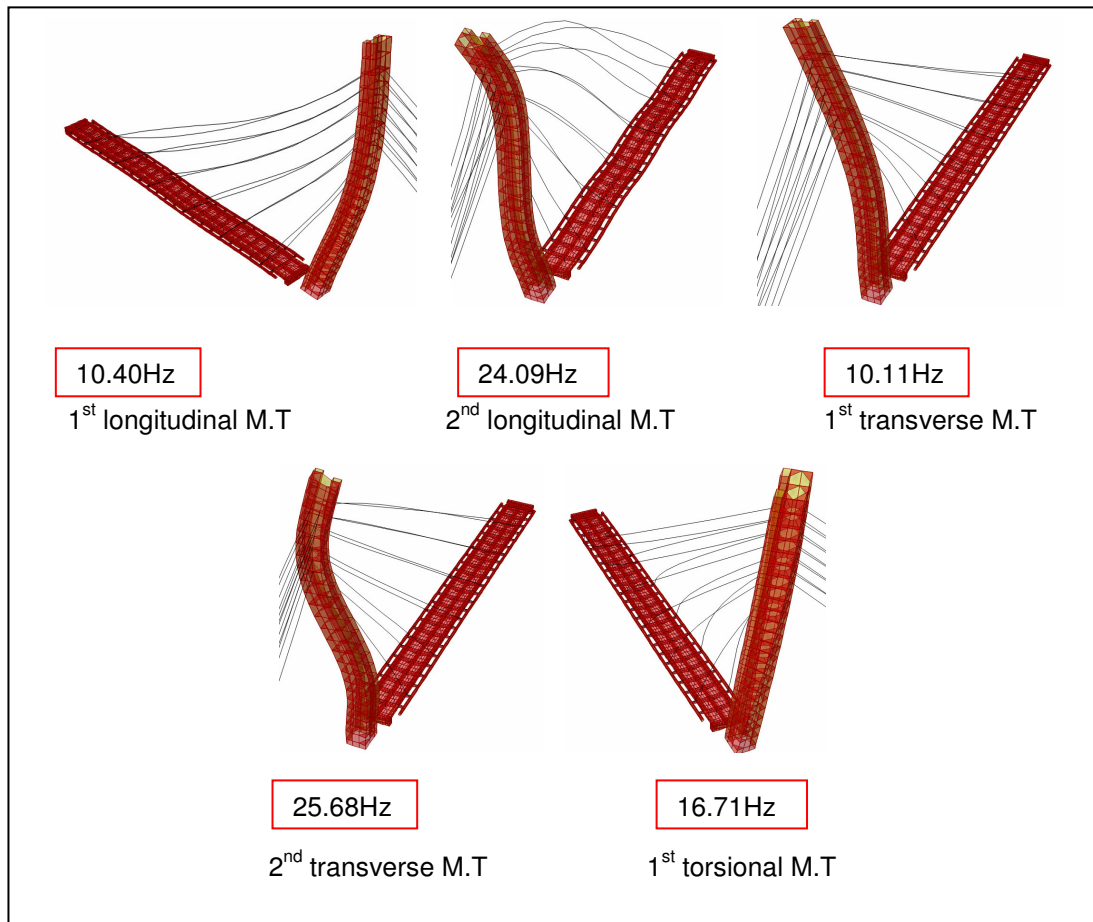 10.40Hz
24.09Hz
10.11Hz
1st longitudinal M.T
2nd longitudinal M.T
1st transverse M.T
25.68Hz
16.71Hz
2nd transverse M.T
1st torsional M.T